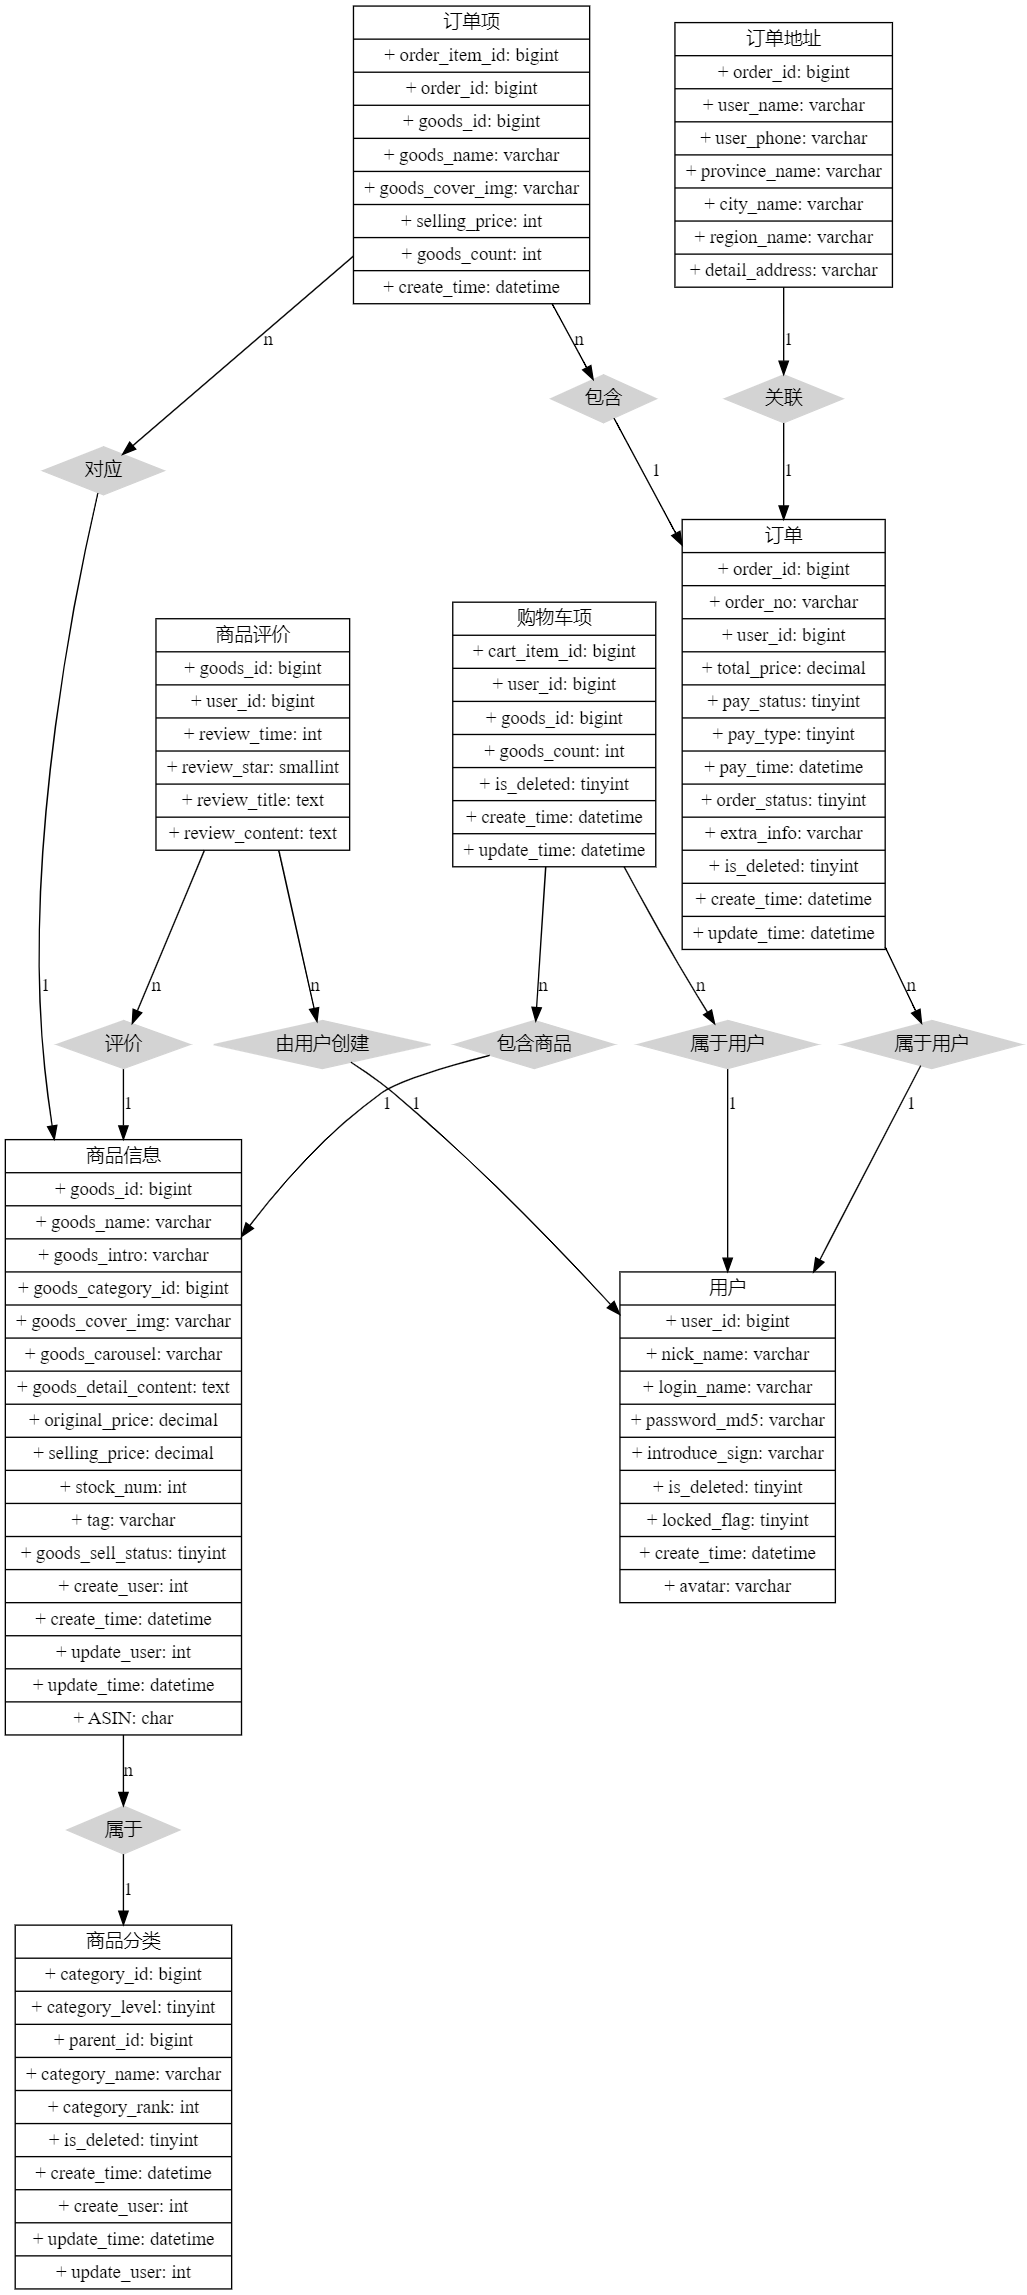 订单项
+ order_item_id: bigint
+ order_id: bigint
+ goods_id: bigint
+ goods_name: varchar
+ goods_cover_img: varchar
+ selling_price: int
+ goods_count: int
+ create_time: datetime
订单地址
+ order_id: bigint
+ user_name: varchar
+ user_phone: varchar
+ province_name: varchar
+ city_name: varchar
+ region_name: varchar
+ detail_address: varchar
n
n
1
包含
关联
对应
1
1
订单
+ order_id: bigint
+ order_no: varchar
+ user_id: bigint
+ total_price: decimal
+ pay_status: tinyint
+ pay_type: tinyint
+ pay_time: datetime
+ order_status: tinyint
+ extra_info: varchar
+ is_deleted: tinyint
+ create_time: datetime
+ update_time: datetime
购物车项
+ cart_item_id: bigint
+ user_id: bigint
+ goods_id: bigint
+ goods_count: int
+ is_deleted: tinyint
+ create_time: datetime
+ update_time: datetime
商品评价
+ goods_id: bigint
+ user_id: bigint
+ review_time: int
+ review_star: smallint
+ review_title: text
+ review_content: text
1
n
n
n
n
n
评价
由用户创建
包含商品
属于用户
属于用户
1
1
1
1
1
商品信息
+ goods_id: bigint
+ goods_name: varchar
+ goods_intro: varchar
+ goods_category_id: bigint
+ goods_cover_img: varchar
+ goods_carousel: varchar
+ goods_detail_content: text
+ original_price: decimal
+ selling_price: decimal
+ stock_num: int
+ tag: varchar
+ goods_sell_status: tinyint
+ create_user: int
+ create_time: datetime
+ update_user: int
+ update_time: datetime
+ ASIN: char
用户
+ user_id: bigint
+ nick_name: varchar
+ login_name: varchar
+ password_md5: varchar
+ introduce_sign: varchar
+ is_deleted: tinyint
+ locked_flag: tinyint
+ create_time: datetime
+ avatar: varchar
n
属于
1
商品分类
+ category_id: bigint
+ category_level: tinyint
+ parent_id: bigint
+ category_name: varchar
+ category_rank: int
+ is_deleted: tinyint
+ create_time: datetime
+ create_user: int
+ update_time: datetime
+ update_user: int